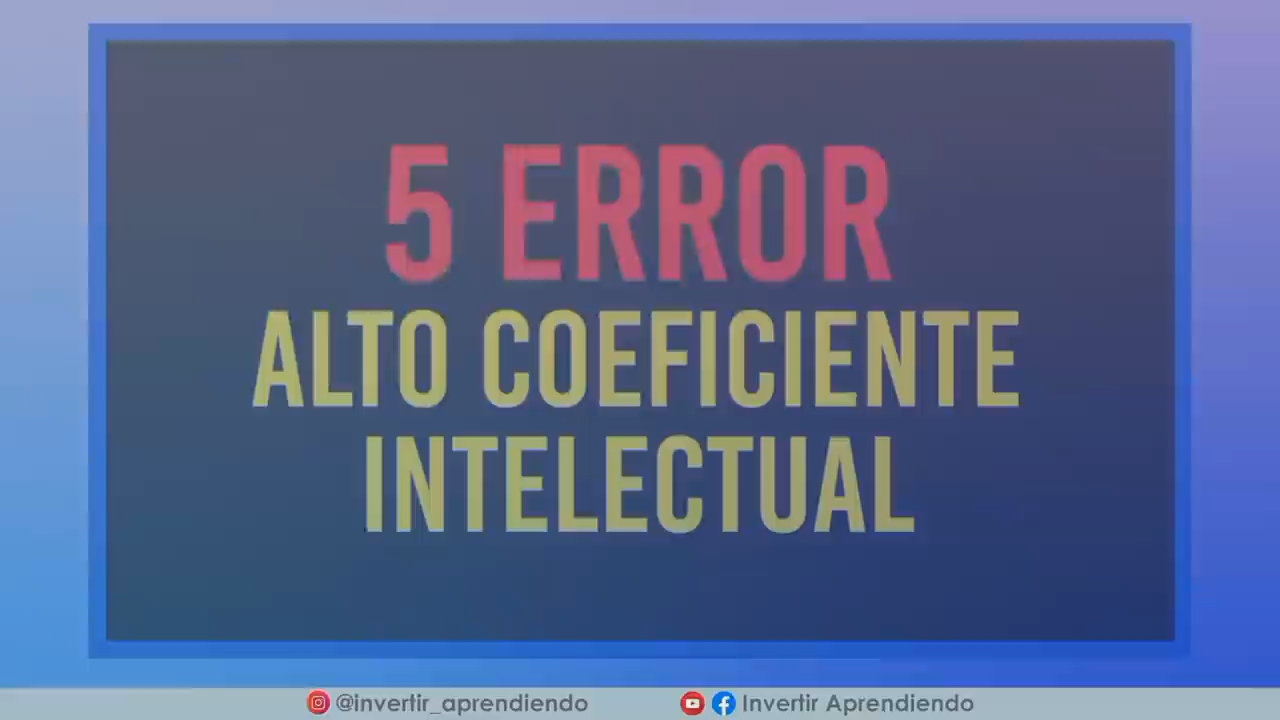 5 ERROR
ALTO COEFICIENTE
INTELECTUAL
@invertir_aprendiendo Invertir Aprendiendo